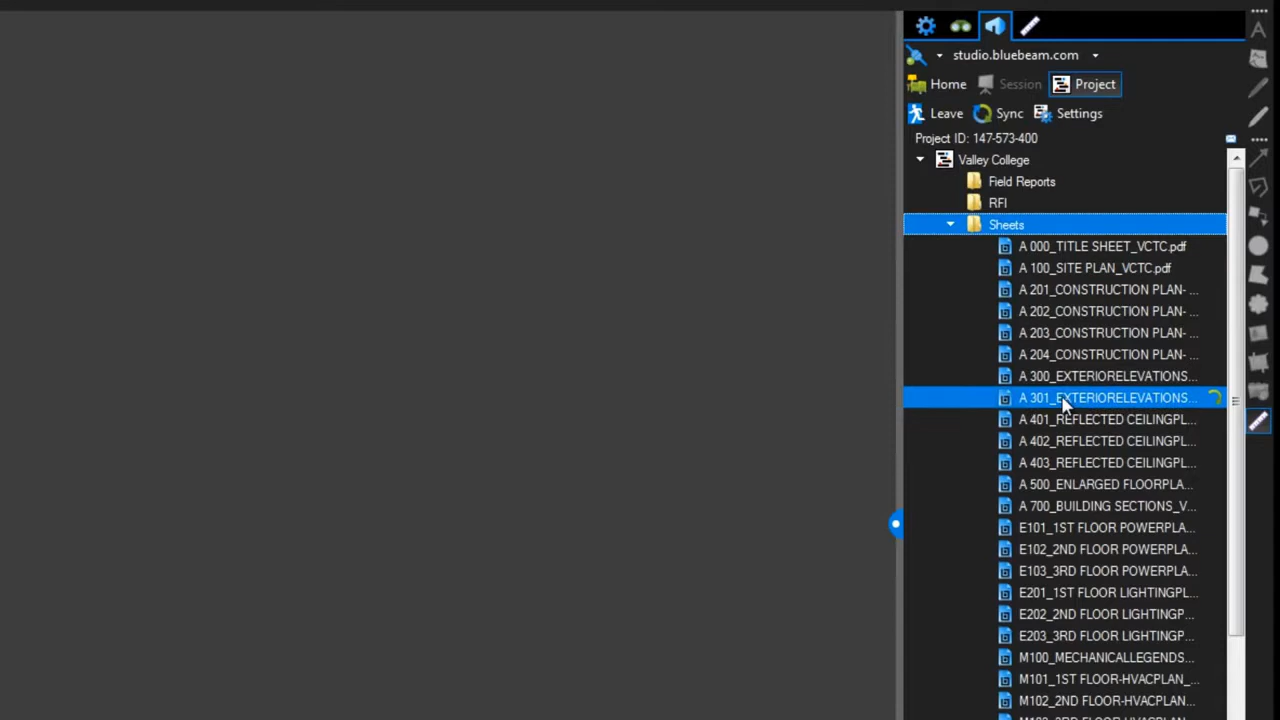 studio.bluebeam.com
Home Session Project
Leave Sync Settings
Project ID: 147-573-400
Valley College
Field Reports
RFI
Sheets
A 000_TITLE SHEET_VCTC.pdf
A 100_SITE PLAN_VCTC.pdf
A 201_CONSTRUCTION PLAN- ...
A 202_CONSTRUCTION PLAN- ...
A 203_CONSTRUCTION PLAN- ...
A 204_CONSTRUCTION PLAN- ...
A 300_EXTERIORELEVATIONS...
A 301_EXTERIORELEVATIONS...
A 401_REFLECTED CEILINGPL...
A 402_REFLECTED CEILINGPL...
A 403_REFLECTED CEILINGPL...
A 500_ENLARGED FLOORPLA...
A 700_BUILDING SECTIONS_V...
E101_1ST FLOOR POWERPLA...
E102_2ND FLOOR POWERPLA...
E103_3RD FLOOR POWERPLA...
E201_1ST FLOOR LIGHTINGPL...
E202_2ND FLOOR LIGHTINGP...
E203_3RD FLOOR LIGHTINGP...
M100_MECHANICALLEGENDS...
M101_1ST FLOOR-HVACPLAN_...
M102_2ND FLOOR-HVACPLAN...